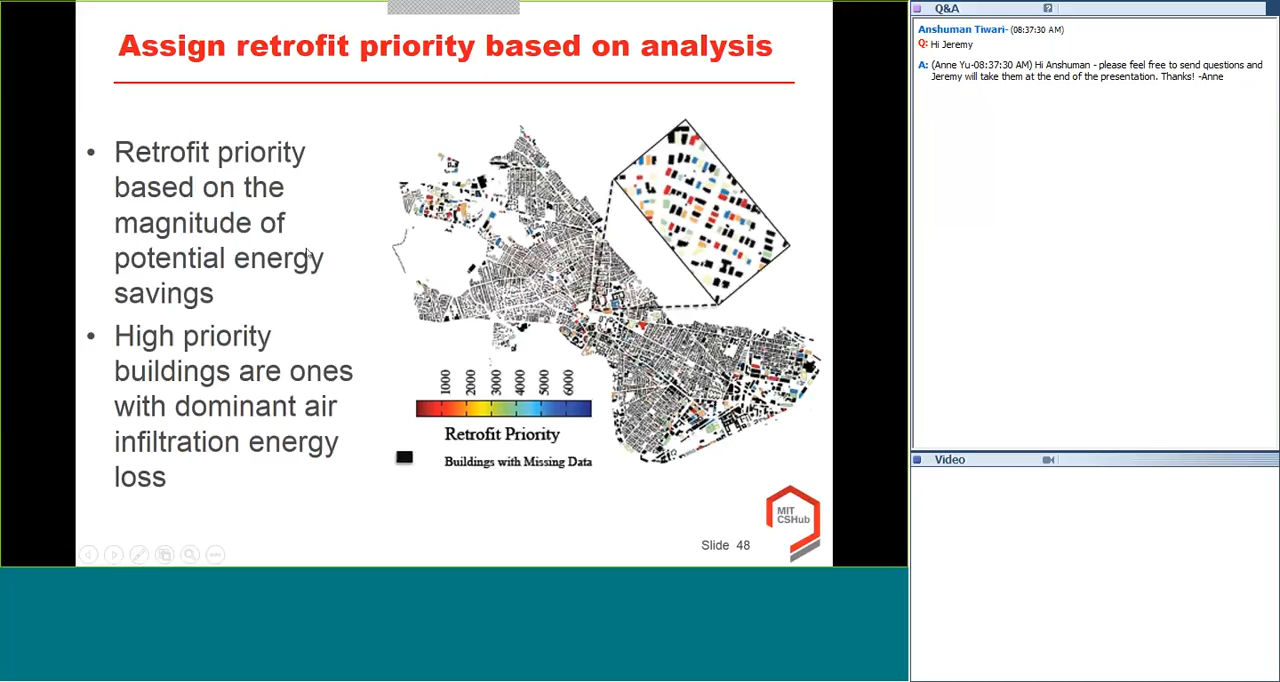 Assign retrofit priority based on analysis
• Retrofit priority
based on the
magnitude of
potential energy
savings
• High priority
buildings are ones
with dominant air
infiltration energy
loss
1000 2000 3000 4000 5000 6000
Retrofit Priority
Buildings with Missing Data
MIT
CSHub
Slide 48
Q&A
Anshuman Tiwari- (08:37:30 AM)
Q: Hi Jeremy
A: (Anne Yu-08:37:30 AM) Hi Anshuman - please feel free to send questions and
Jeremy will take them at the end of the presentation. Thanks! -Anne
Video